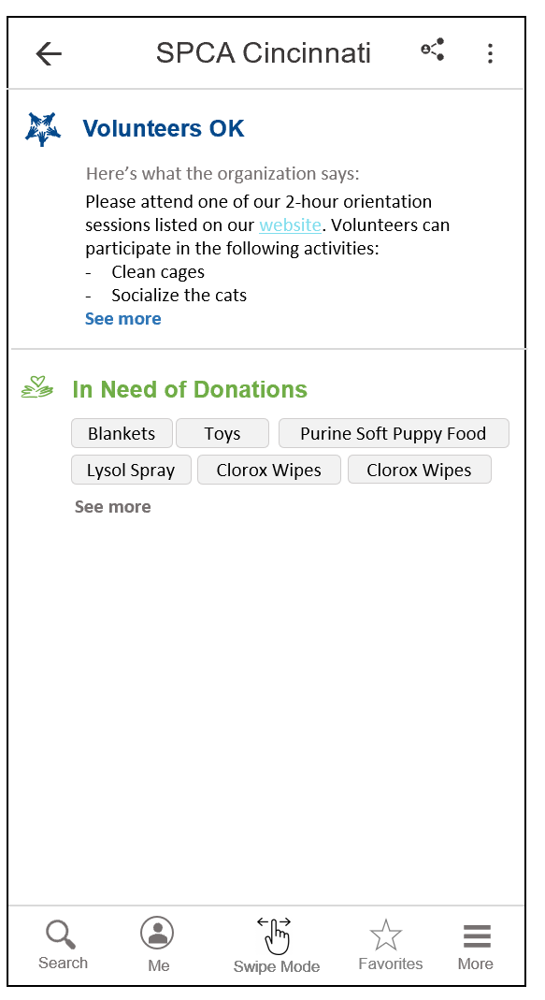 SPCA Cincinnati
Volunteers OK
Here's what the organization says:
Please attend one of our 2-hour orientation
sessions listed on our website. Volunteers can
participate in the following activities:
- Clean cages
- Socialize the cats
See more
In Need of Donations
Blankets Toys Purine Soft Puppy Food
Lysol Spray Clorox Wipes Clorox Wipes
See more
Search Me Swipe Mode Favorites More